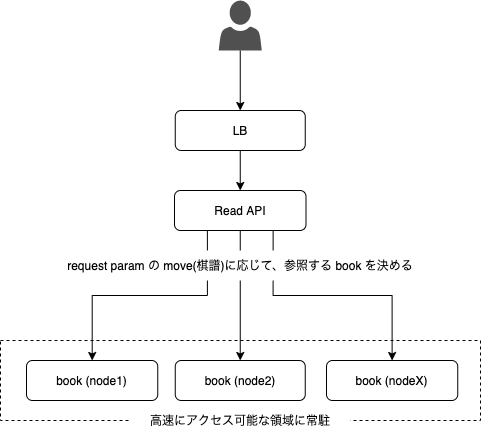 LB
Read API
request param の move(棋譜)に応じて、参照する book を決める
book (node1)
book (node2)
book (nodeX)
高速にアクセス可能な領域に常駐